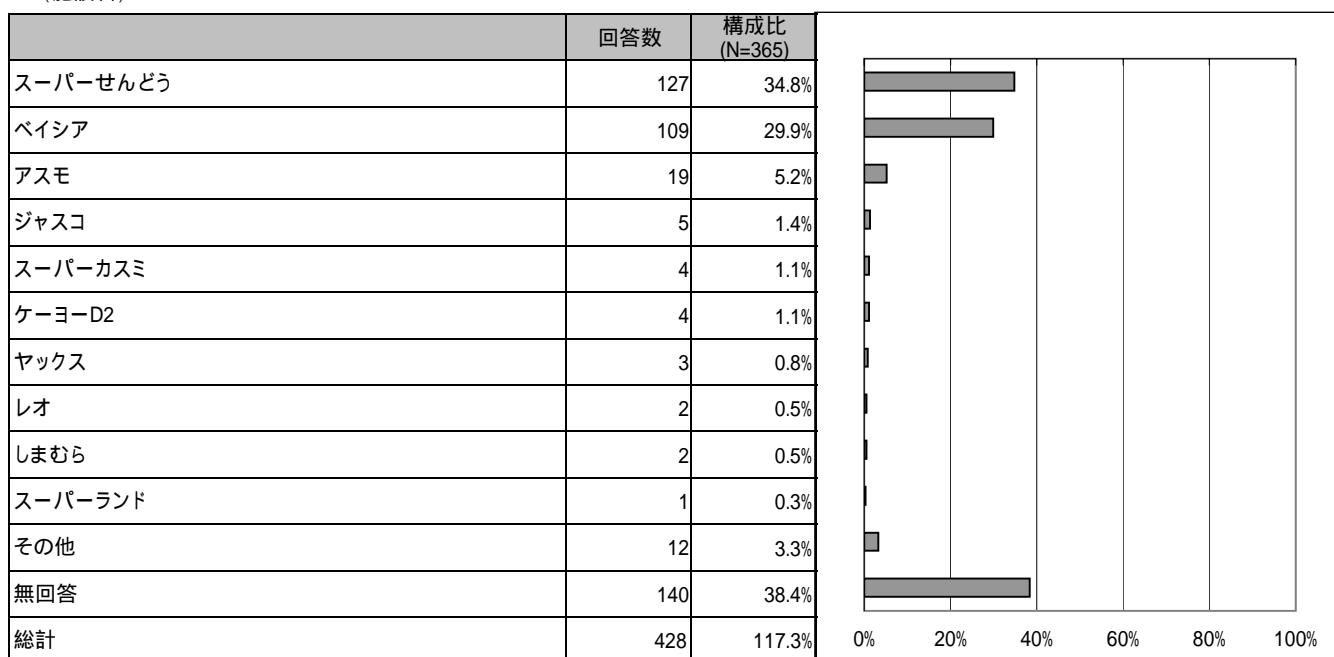 回答数 構成比
(N=365)
スーパーせんどう 127 34.8%
ベイシア 109 29.9%
アスモ 19 5.2%
ジャスコ 5 1.4%
スーパーカスミ 4 1.1%
ケーヨーD2 4 1.1%
ヤックス 3 0.8%
レオ 2 0.5%
しまむら 2 0.5%
スーパーランド 1 0.3%
その他 12 3.3%
無回答 140 38.4%
総計 428 117.3%
0% 20% 40% 60% 80% 100%